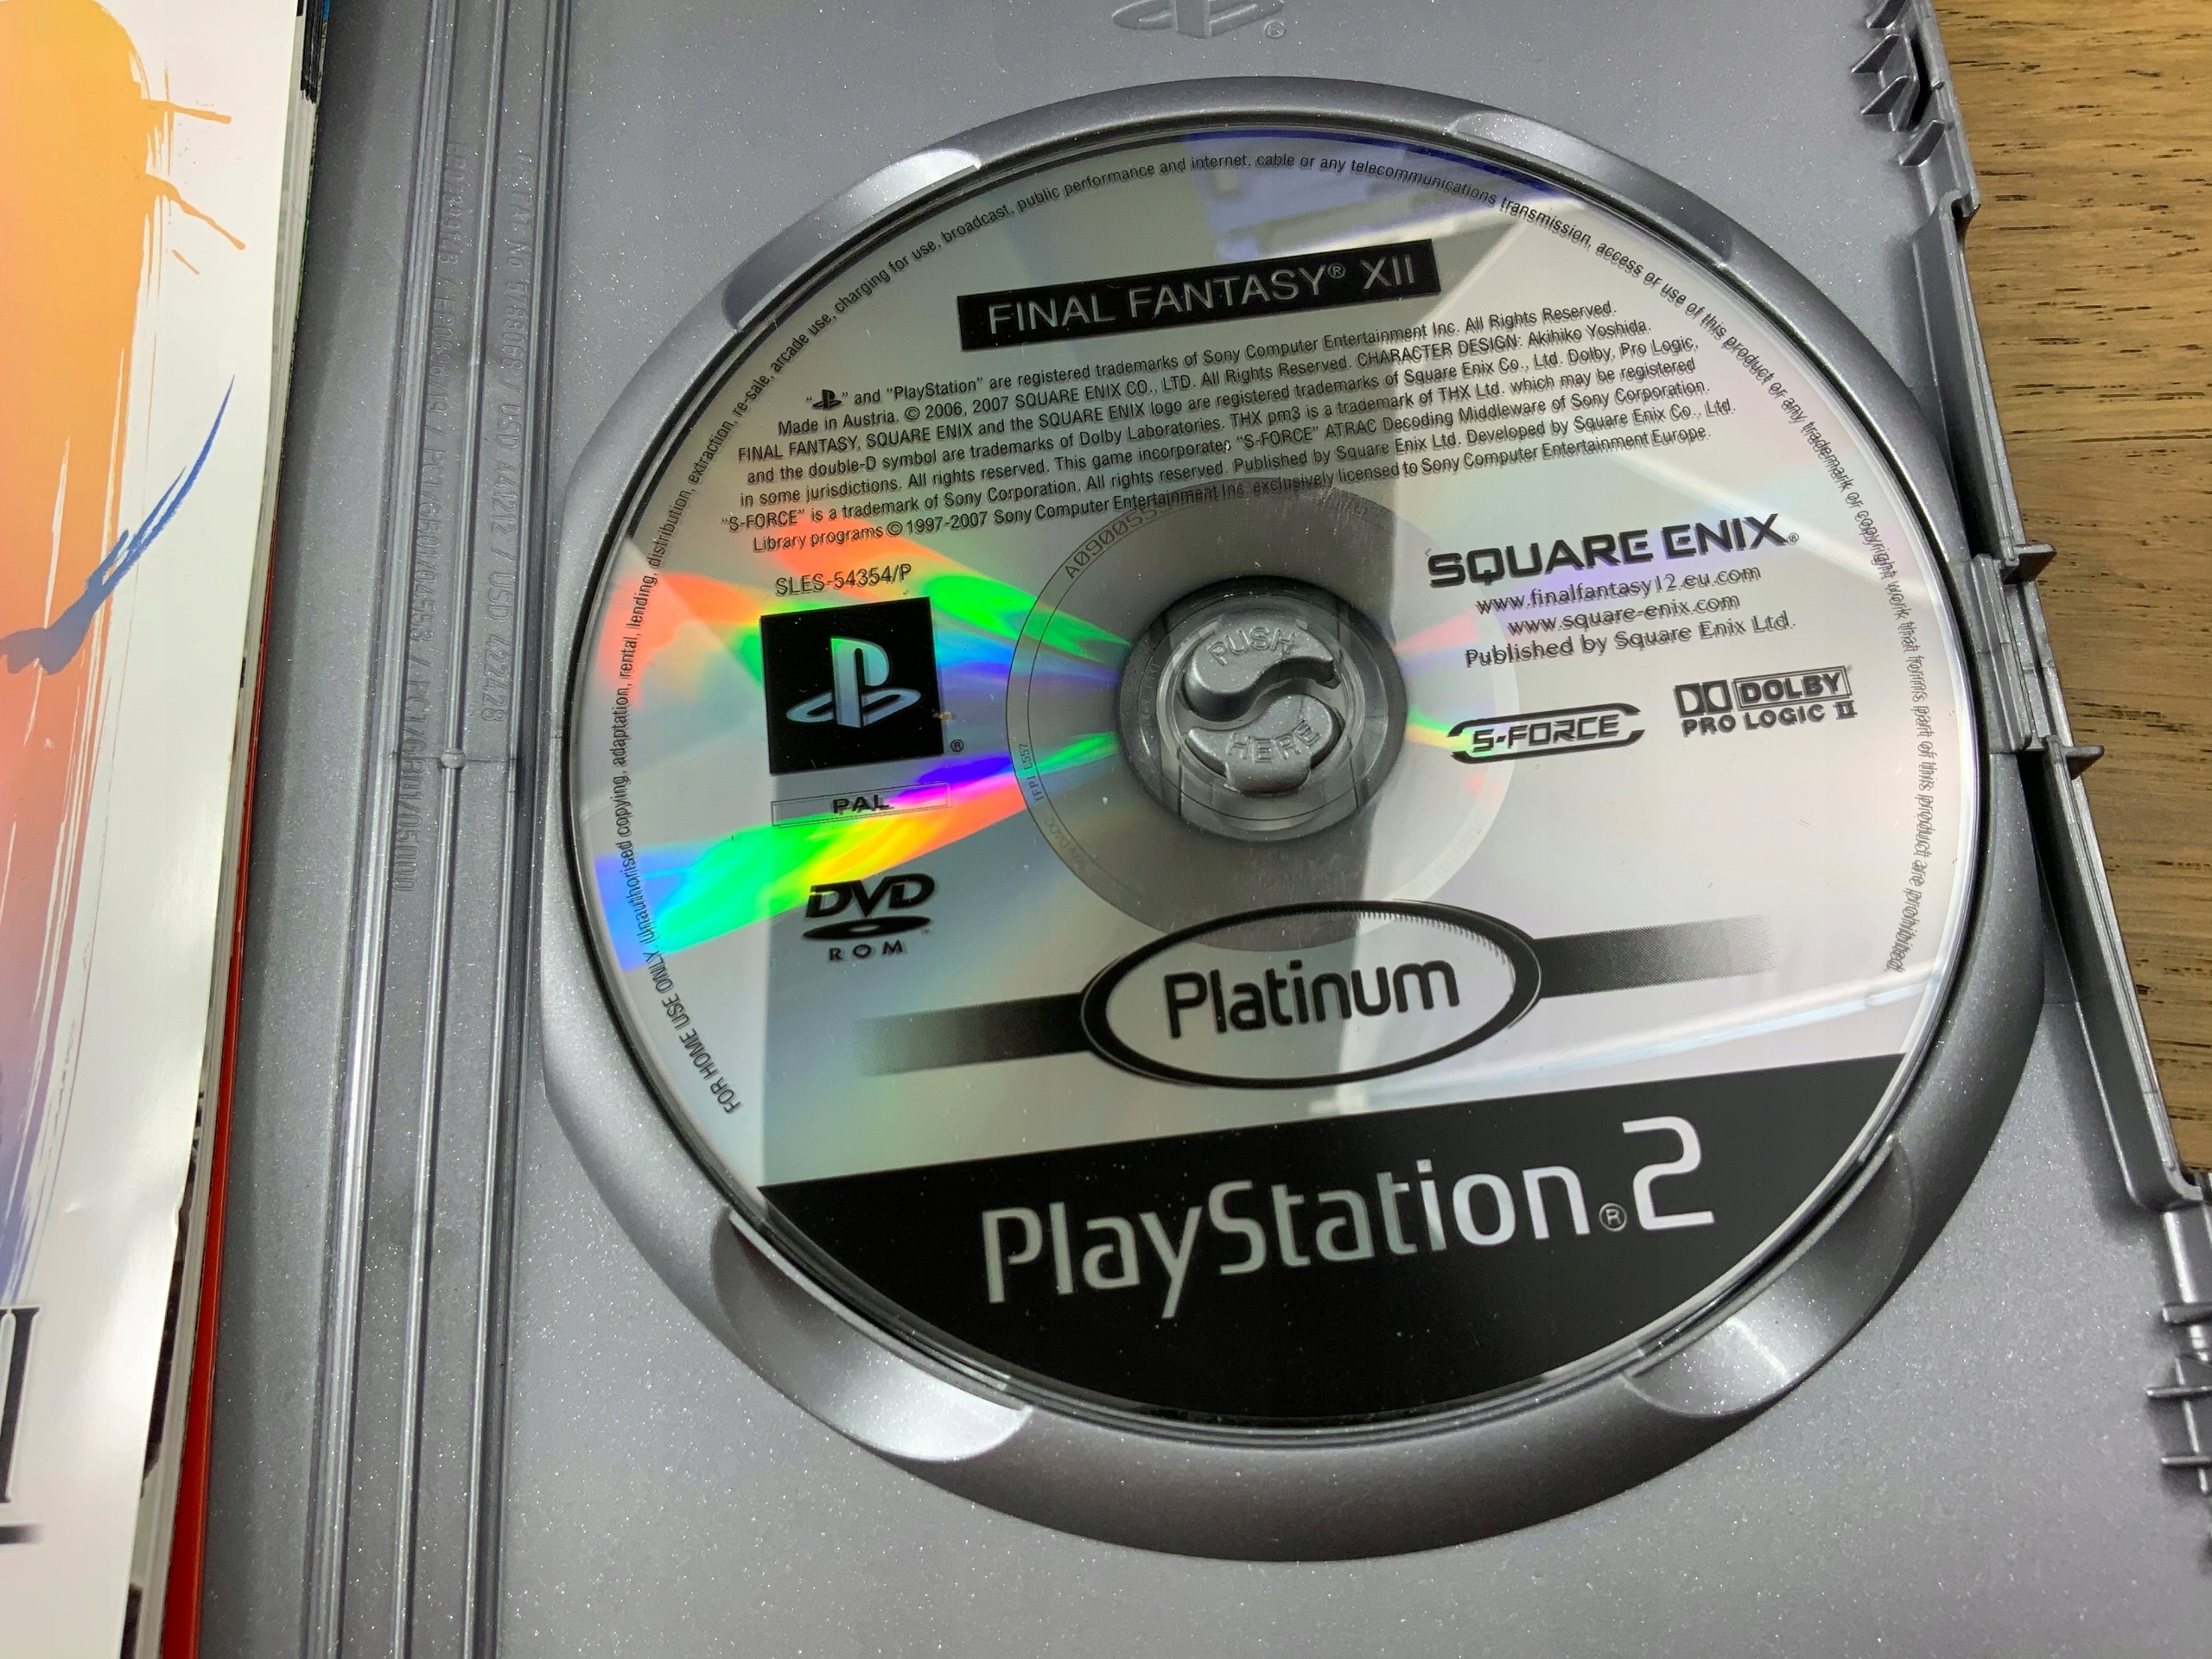 FOR HOME USE ONLY. Unauthorised copying, adaptation, rental, lending, distribution, extraction, re-sale, arcade use, charging for use, broadcast, public performance and internet, cable or any telecommunications transmission, access or use of this product or any trademark or copyright work that forms part of this product are prohibited.
FINAL FANTASY® XII
" " and "PlayStation" are registered trademarks of Sony Computer Entertainment Inc. All Rights Reserved.
Made in Austria. © 2006, 2007 SQUARE ENIX CO., LTD. All Rights Reserved. CHARACTER DESIGN: Akihiko Yoshida.
FINAL FANTASY, SQUARE ENIX and the SQUARE ENIX logo are registered trademarks of Square Enix Co., Ltd. Dolby, Pro Logic,
and the double-D symbol are trademarks of Dolby Laboratories. THX pm3 is a trademark of THX Ltd. which may be registered
in some jurisdictions. All rights reserved. This game incorporates "S-FORCE" ATRAC Decoding Middleware of Sony Corporation.
"S-FORCE" is a trademark of Sony Corporation. All rights reserved. Published by Square Enix Ltd. Developed by Square Enix Co., Ltd.
Library programs © 1997-2007 Sony Computer Entertainment Inc. exclusively licensed to Sony Computer Entertainment Europe.
SLES-54354/P
®
PAL
DVD
ROM
PUSH
HERE
IFPI L557
SQUARE ENIX®
www.finalfantasy12.eu.com
www.square-enix.com
Published by Square Enix Ltd.
S-FORCE
DOLBY
PRO LOGIC II
Platinum
PlayStation®2